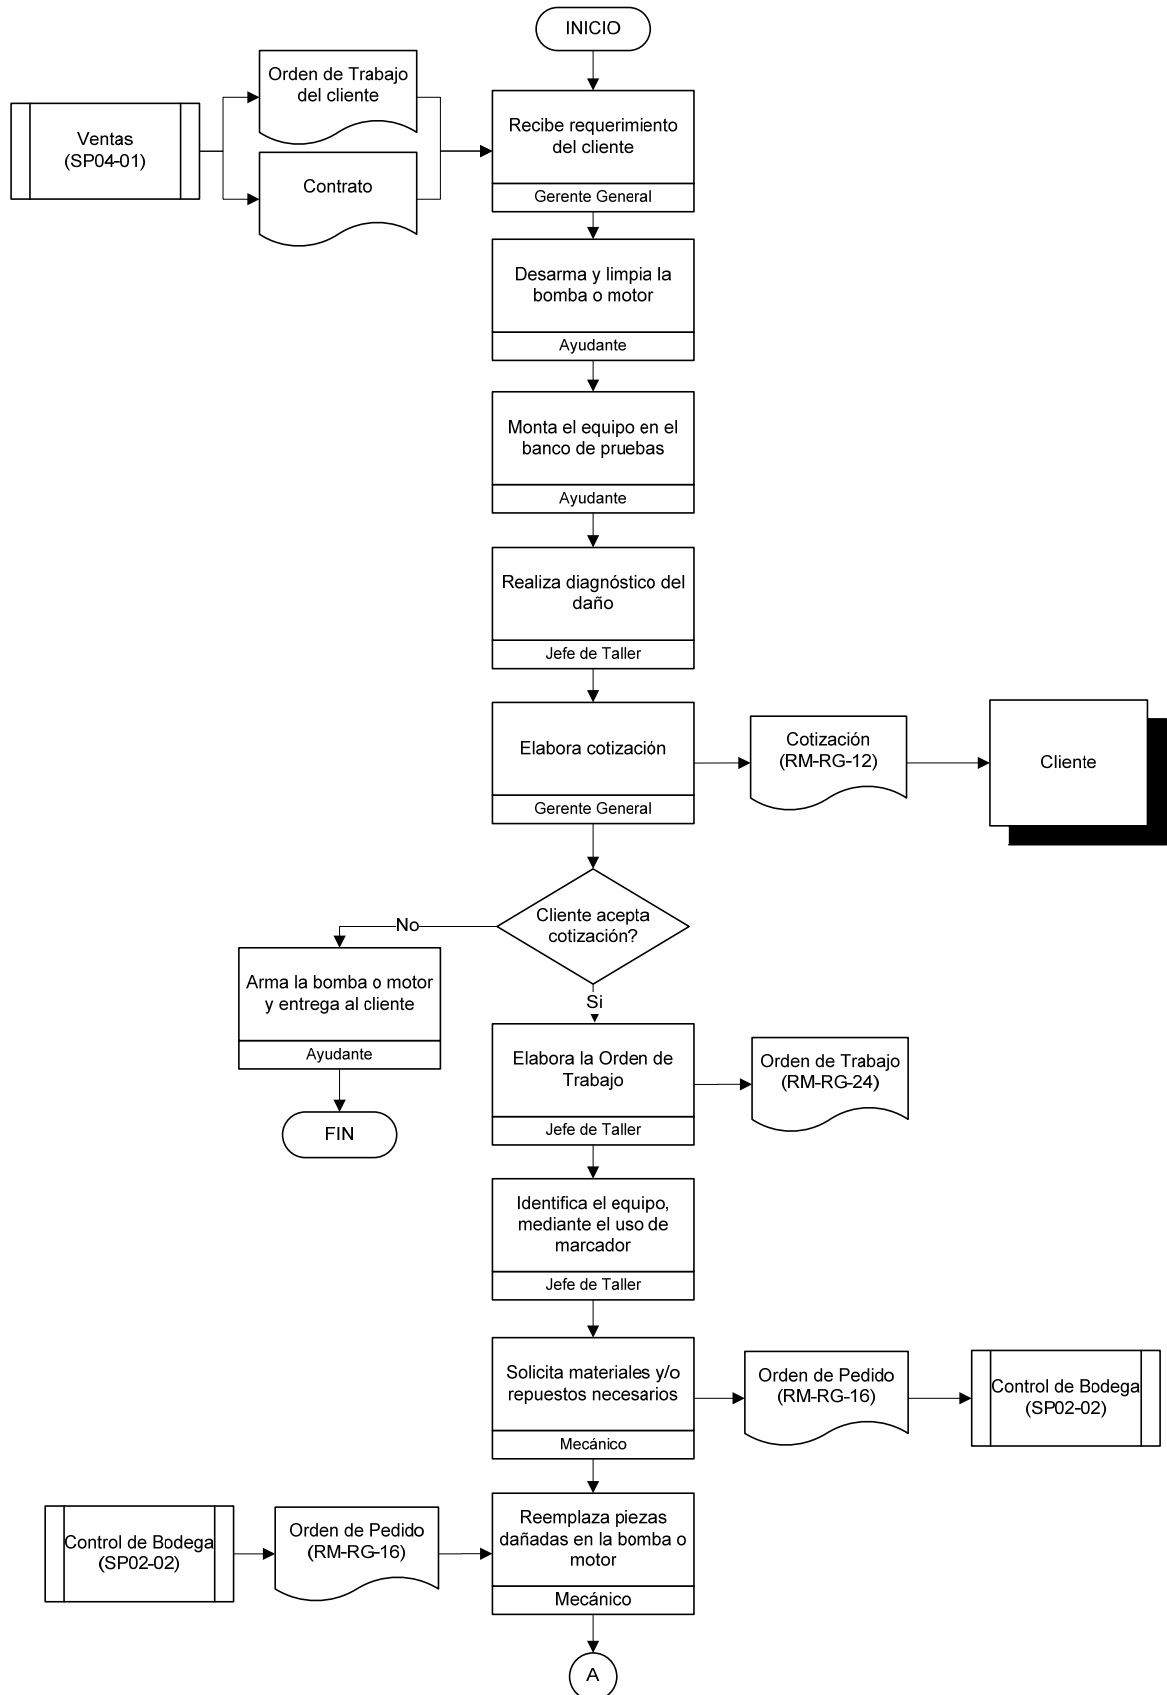 INICIO
Orden de Trabajo
del cliente
Ventas
(SP04-01)
Contrato
Recibe requerimiento
del cliente
Gerente General
Desarma y limpia la
bomba o motor
Ayudante
Monta el equipo en el
banco de pruebas
Ayudante
Realiza diagnóstico del
daño
Jefe de Taller
Elabora cotización
Gerente General
Cotización
(RM-RG-12)
Cliente
Cliente acepta
cotización?
No
Si
Arma la bomba o motor
y entrega al cliente
Ayudante
FIN
Elabora la Orden de
Trabajo
Jefe de Taller
Orden de Trabajo
(RM-RG-24)
Identifica el equipo,
mediante el uso de
marcador
Jefe de Taller
Solicita materiales y/o
repuestos necesarios
Mecánico
Orden de Pedido
(RM-RG-16)
Control de Bodega
(SP02-02)
Control de Bodega
(SP02-02)
Orden de Pedido
(RM-RG-16)
Reemplaza piezas
dañadas en la bomba o
motor
Mecánico
A